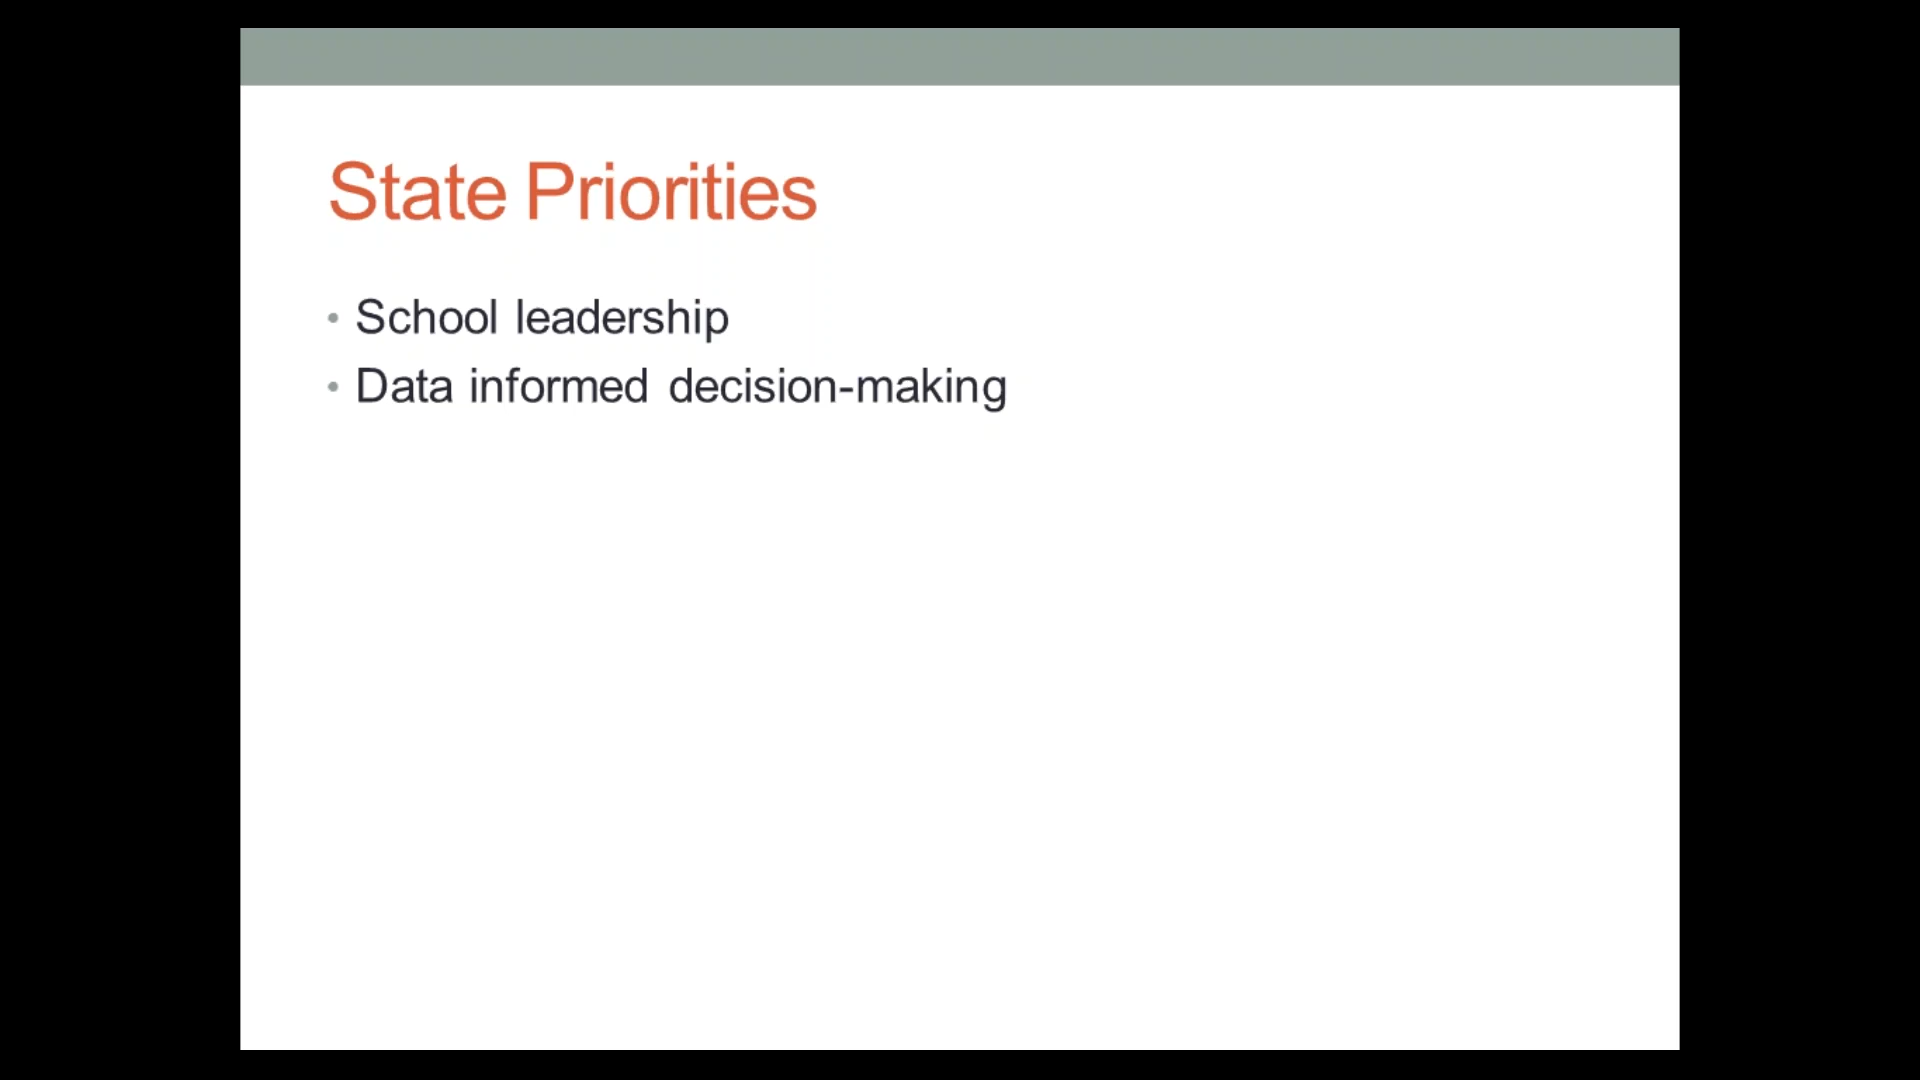 State Priorities
• School leadership
• Data informed decision-making